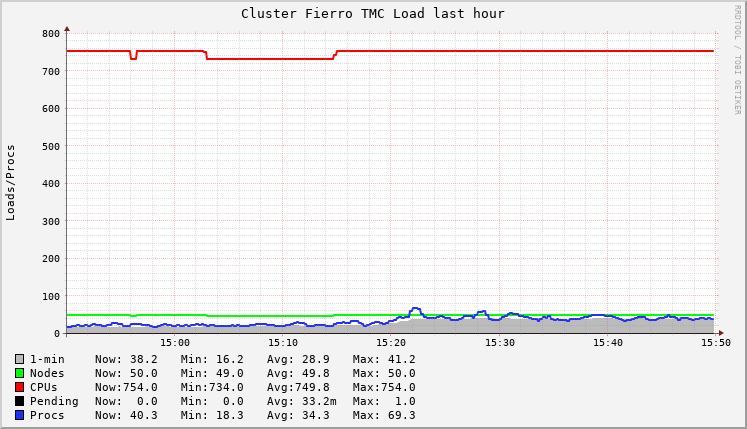 Cluster Fierro TMC Load last hour
RRDTOOL / TOBI OETIKER
Loads/Procs
800
700
600
500
400
300
200
100
0
15:00 15:10 15:20 15:30 15:40 15:50
1-min Now: 38.2 Min: 16.2 Avg: 28.9 Max: 41.2
Nodes Now: 50.0 Min: 49.0 Avg: 49.8 Max: 50.0
CPUs Now:754.0 Min:734.0 Avg:749.8 Max:754.0
Pending Now: 0.0 Min: 0.0 Avg: 33.2m Max: 1.0
Procs Now: 40.3 Min: 18.3 Avg: 34.3 Max: 69.3